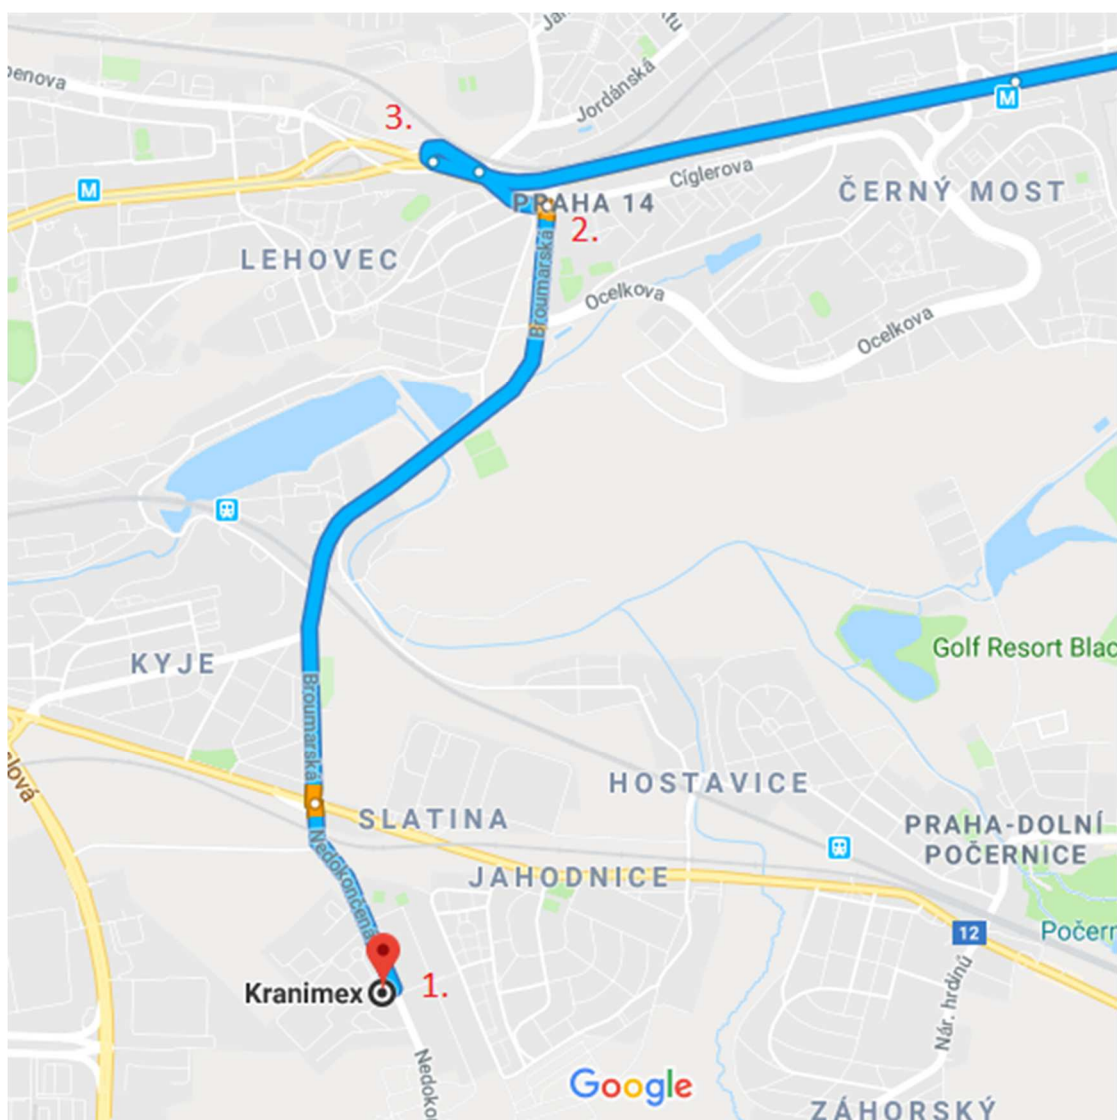 Jordánská
3.
M
Cíglerova
M
ČERNÝ MOST
PRAHA 14
2.
LEHOVEC
Broumarská
Ocelkova
Ocelkova
Golf Resort Blac
KYJE
Broumarská
HOSTAVICE
SLATINA
PRAHA-DOLNÍ
POČERNICE
Nedokončená
JAHODNICE
12
Počern
Kranimex
1.
Nár. hrdinů
Nedoko
Google
ZÁHORSKÝ